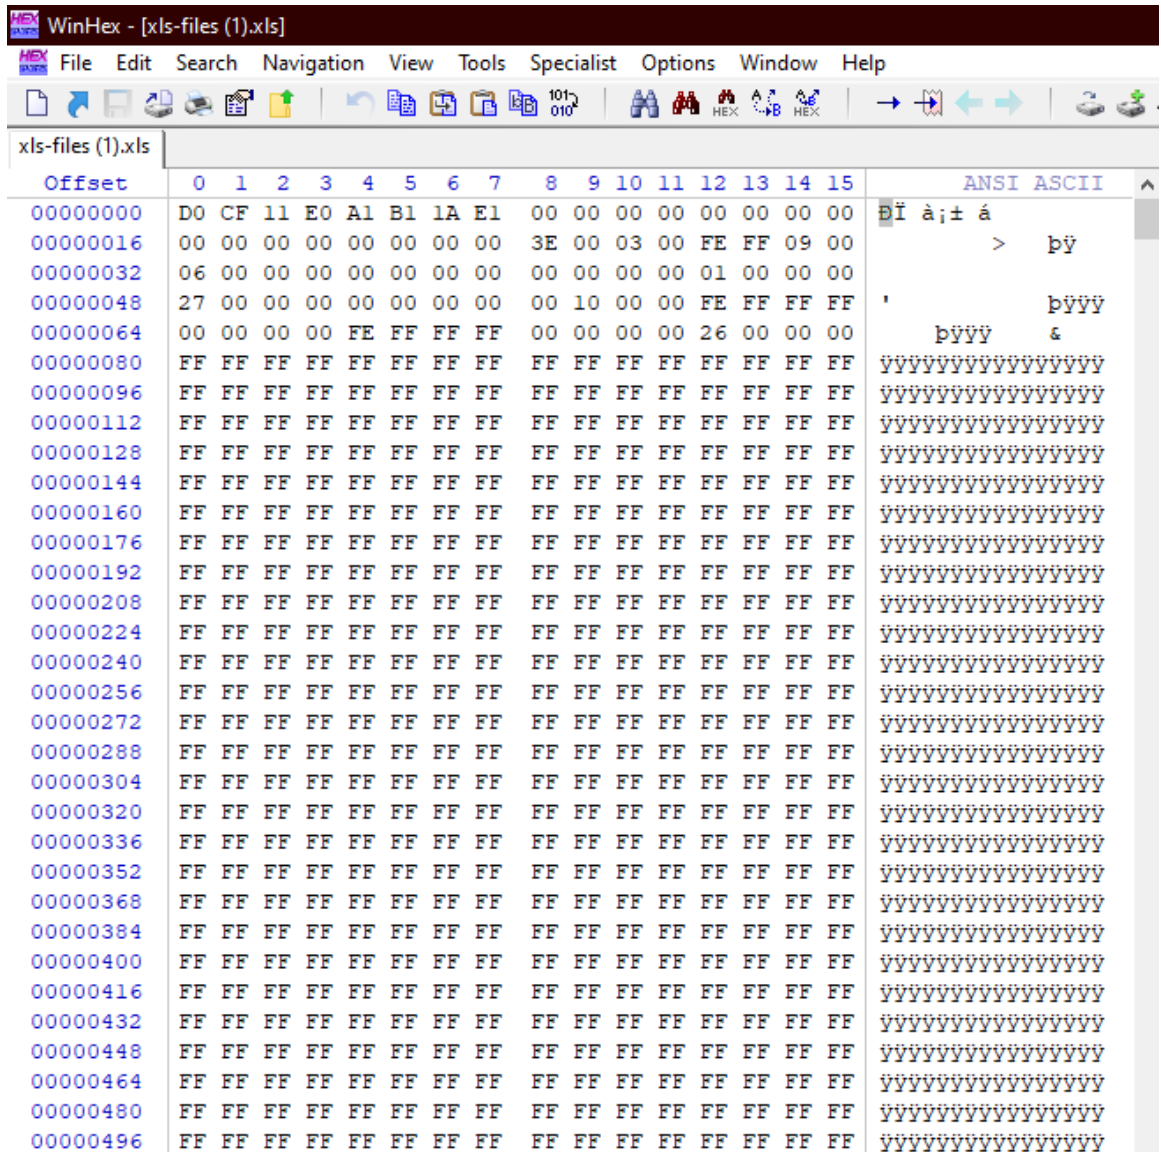 WinHex - [xls-files (1).xls]
File Edit Search Navigation View Tools Specialist Options Window Help
xls-files (1).xls
Offset 0 1 2 3 4 5 6 7 8 9 10 11 12 13 14 15 ANSI ASCII
00000000 D0 CF 11 E0 A1 B1 1A E1 00 00 00 00 00 00 00 00 ÐÏ à¡± á
00000016 00 00 00 00 00 00 00 00 3E 00 03 00 FE FF 09 00 > þÿ
00000032 06 00 00 00 00 00 00 00 00 00 00 00 01 00 00 00
00000048 27 00 00 00 00 00 00 00 00 10 00 00 FE FF FF FF ' þÿÿÿ
00000064 00 00 00 00 FE FF FF FF 00 00 00 00 26 00 00 00 þÿÿÿ &
00000080 FF FF FF FF FF FF FF FF FF FF FF FF FF FF FF FF ÿÿÿÿÿÿÿÿÿÿÿÿÿÿÿÿ
00000096 FF FF FF FF FF FF FF FF FF FF FF FF FF FF FF FF ÿÿÿÿÿÿÿÿÿÿÿÿÿÿÿÿ
00000112 FF FF FF FF FF FF FF FF FF FF FF FF FF FF FF FF ÿÿÿÿÿÿÿÿÿÿÿÿÿÿÿÿ
00000128 FF FF FF FF FF FF FF FF FF FF FF FF FF FF FF FF ÿÿÿÿÿÿÿÿÿÿÿÿÿÿÿÿ
00000144 FF FF FF FF FF FF FF FF FF FF FF FF FF FF FF FF ÿÿÿÿÿÿÿÿÿÿÿÿÿÿÿÿ
00000160 FF FF FF FF FF FF FF FF FF FF FF FF FF FF FF FF ÿÿÿÿÿÿÿÿÿÿÿÿÿÿÿÿ
00000176 FF FF FF FF FF FF FF FF FF FF FF FF FF FF FF FF ÿÿÿÿÿÿÿÿÿÿÿÿÿÿÿÿ
00000192 FF FF FF FF FF FF FF FF FF FF FF FF FF FF FF FF ÿÿÿÿÿÿÿÿÿÿÿÿÿÿÿÿ
00000208 FF FF FF FF FF FF FF FF FF FF FF FF FF FF FF FF ÿÿÿÿÿÿÿÿÿÿÿÿÿÿÿÿ
00000224 FF FF FF FF FF FF FF FF FF FF FF FF FF FF FF FF ÿÿÿÿÿÿÿÿÿÿÿÿÿÿÿÿ
00000240 FF FF FF FF FF FF FF FF FF FF FF FF FF FF FF FF ÿÿÿÿÿÿÿÿÿÿÿÿÿÿÿÿ
00000256 FF FF FF FF FF FF FF FF FF FF FF FF FF FF FF FF ÿÿÿÿÿÿÿÿÿÿÿÿÿÿÿÿ
00000272 FF FF FF FF FF FF FF FF FF FF FF FF FF FF FF FF ÿÿÿÿÿÿÿÿÿÿÿÿÿÿÿÿ
00000288 FF FF FF FF FF FF FF FF FF FF FF FF FF FF FF FF ÿÿÿÿÿÿÿÿÿÿÿÿÿÿÿÿ
00000304 FF FF FF FF FF FF FF FF FF FF FF FF FF FF FF FF ÿÿÿÿÿÿÿÿÿÿÿÿÿÿÿÿ
00000320 FF FF FF FF FF FF FF FF FF FF FF FF FF FF FF FF ÿÿÿÿÿÿÿÿÿÿÿÿÿÿÿÿ
00000336 FF FF FF FF FF FF FF FF FF FF FF FF FF FF FF FF ÿÿÿÿÿÿÿÿÿÿÿÿÿÿÿÿ
00000352 FF FF FF FF FF FF FF FF FF FF FF FF FF FF FF FF ÿÿÿÿÿÿÿÿÿÿÿÿÿÿÿÿ
00000368 FF FF FF FF FF FF FF FF FF FF FF FF FF FF FF FF ÿÿÿÿÿÿÿÿÿÿÿÿÿÿÿÿ
00000384 FF FF FF FF FF FF FF FF FF FF FF FF FF FF FF FF ÿÿÿÿÿÿÿÿÿÿÿÿÿÿÿÿ
00000400 FF FF FF FF FF FF FF FF FF FF FF FF FF FF FF FF ÿÿÿÿÿÿÿÿÿÿÿÿÿÿÿÿ
00000416 FF FF FF FF FF FF FF FF FF FF FF FF FF FF FF FF ÿÿÿÿÿÿÿÿÿÿÿÿÿÿÿÿ
00000432 FF FF FF FF FF FF FF FF FF FF FF FF FF FF FF FF ÿÿÿÿÿÿÿÿÿÿÿÿÿÿÿÿ
00000448 FF FF FF FF FF FF FF FF FF FF FF FF FF FF FF FF ÿÿÿÿÿÿÿÿÿÿÿÿÿÿÿÿ
00000464 FF FF FF FF FF FF FF FF FF FF FF FF FF FF FF FF ÿÿÿÿÿÿÿÿÿÿÿÿÿÿÿÿ
00000480 FF FF FF FF FF FF FF FF FF FF FF FF FF FF FF FF ÿÿÿÿÿÿÿÿÿÿÿÿÿÿÿÿ
00000496 FF FF FF FF FF FF FF FF FF FF FF FF FF FF FF FF ÿÿÿÿÿÿÿÿÿÿÿÿÿÿÿÿ